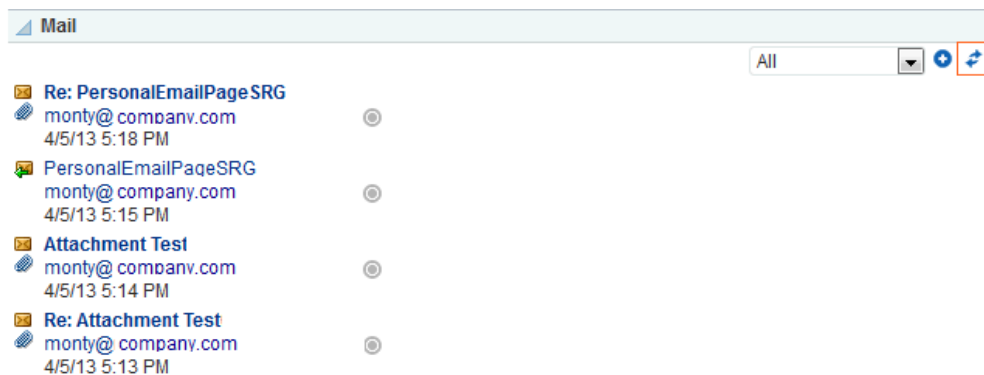 Mail
All
Re: PersonalEmailPageSRG
monty@company.com
4/5/13 5:18 PM
PersonalEmailPageSRG
monty@company.com
4/5/13 5:15 PM
Attachment Test
monty@company.com
4/5/13 5:14 PM
Re: Attachment Test
monty@company.com
4/5/13 5:13 PM